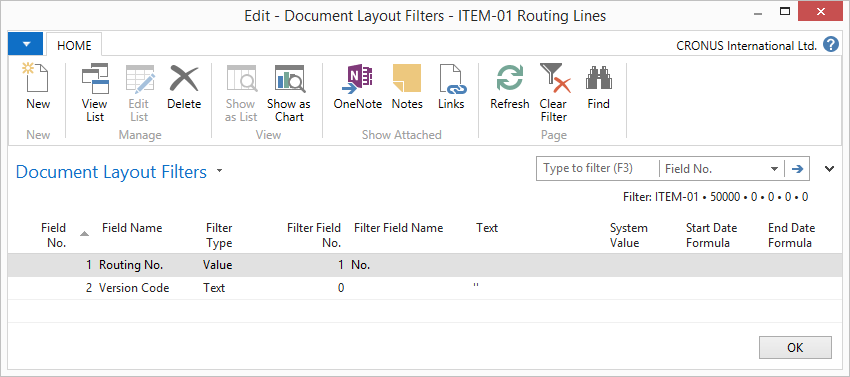 Edit - Document Layout Filters - ITEM-01 Routing Lines
HOME
CRONUS International Ltd.
New
View List
Edit List
Delete
Show as List
Show as Chart
OneNote
Notes
Links
Refresh
Clear Filter
Find
New
Manage
View
Show Attached
Page
Document Layout Filters
Type to filter (F3)
Field No.
Filter: ITEM-01 • 50000 • 0 • 0 • 0 • 0
Field No.
Field Name
Filter Type
Filter Field No.
Filter Field Name
Text
System Value
Start Date Formula
End Date Formula
1 Routing No. Value 1 No.
2 Version Code Text 0 ''
OK